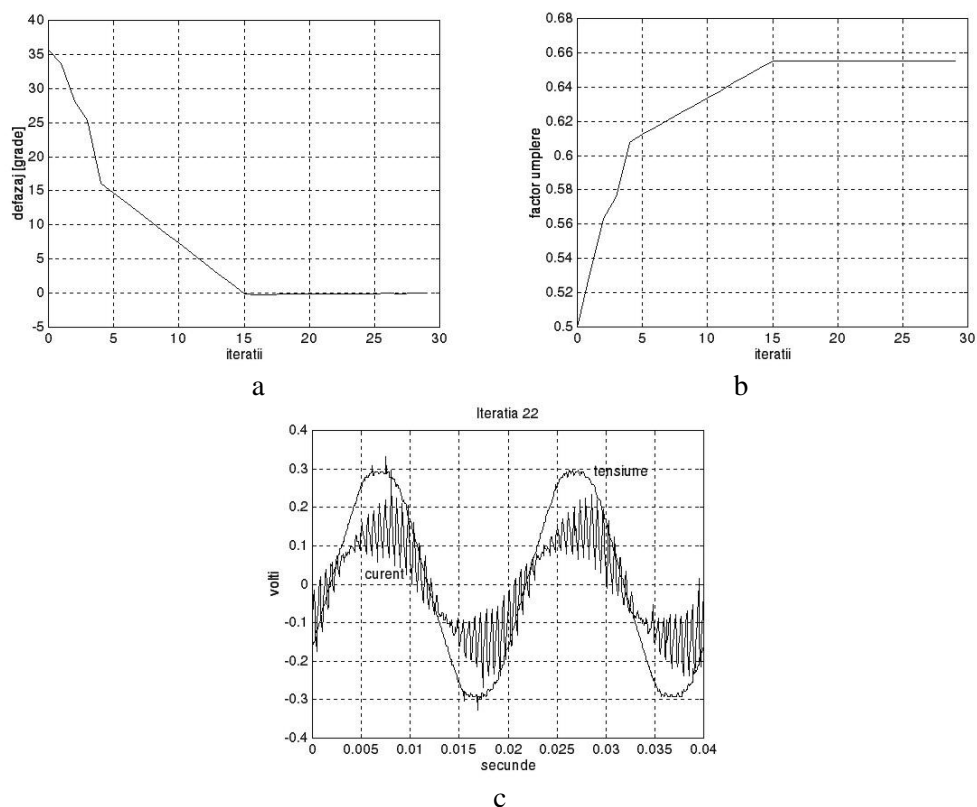 40
35
30
25
20
15
10
5
0
-5
0 5 10 15 20 25 30
defazaj [grade]
iteratii
a
0.68
0.66
0.64
0.62
0.6
0.58
0.56
0.54
0.52
0.5
0 5 10 15 20 25 30
factor umplere
iteratii
b
Iteratia 22
0.4
0.3
0.2
0.1
0
-0.1
-0.2
-0.3
-0.4
tensiune
curent
volti
0 0.005 0.01 0.015 0.02 0.025 0.03 0.035 0.04
secunde
c